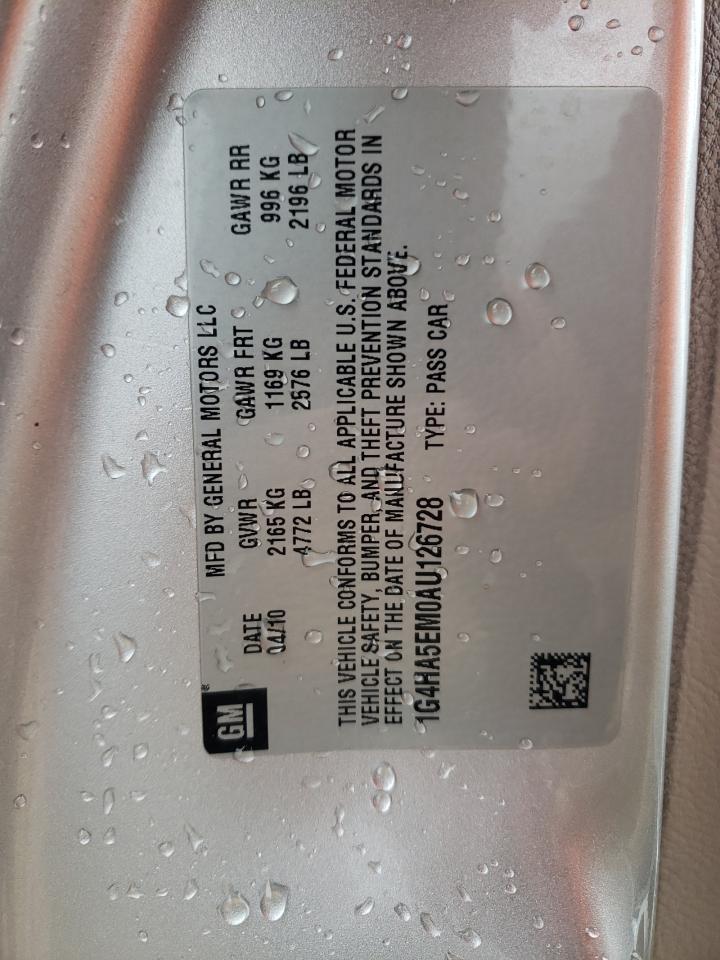 GM®
MFD BY GENERAL MOTORS LLC
DATE GVWR GAWR FRT GAWR RR
04/10 2165 KG 1169 KG 996 KG
4772 LB 2576 LB 2196 LB
THIS VEHICLE CONFORMS TO ALL APPLICABLE U.S. FEDERAL MOTOR
VEHICLE SAFETY, BUMPER, AND THEFT PREVENTION STANDARDS IN
EFFECT ON THE DATE OF MANUFACTURE SHOWN ABOVE.
1G4HA5EM0AU126728 TYPE: PASS CAR